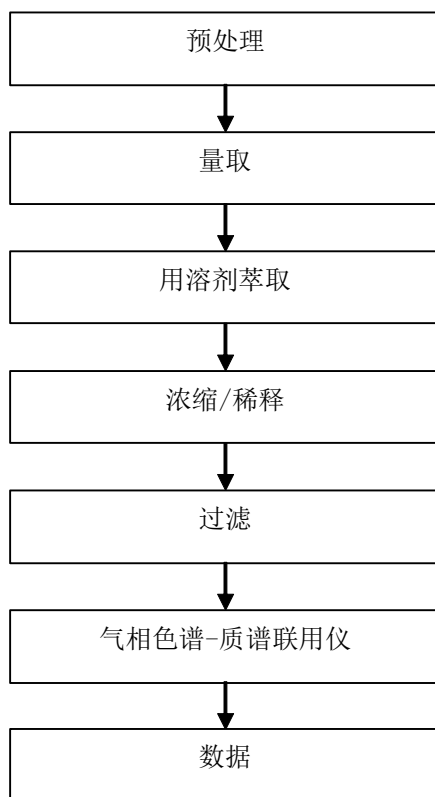 预处理
量取
用溶剂萃取
浓缩/稀释
过滤
气相色谱-质谱联用仪
数据